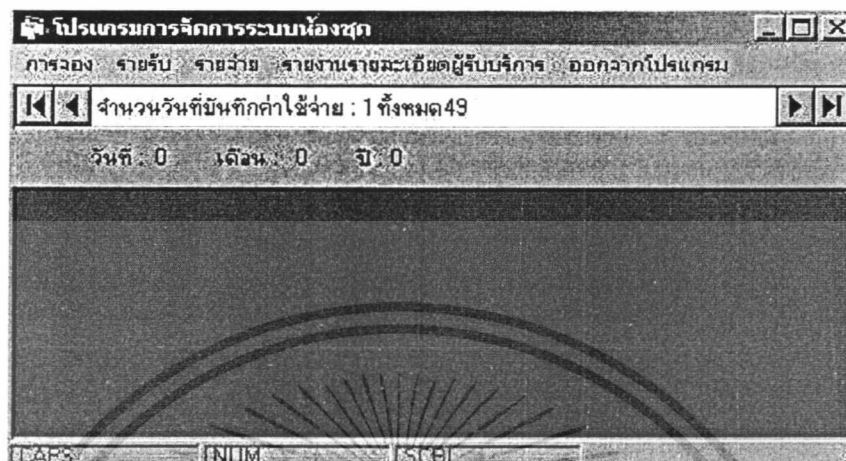 โปรแกรมการจัดการระบบห้องชุด
การจอง รายรับ รายจ่าย รายงานรายละเอียดผู้รับบริการ ออกจากโปรแกรม
จำนวนวันที่บันทึกค่าใช้จ่าย : 1 ทั้งหมด49
วันที่ : 0 เดือน : 0 ปี : 0
CAPS NUM SCRL